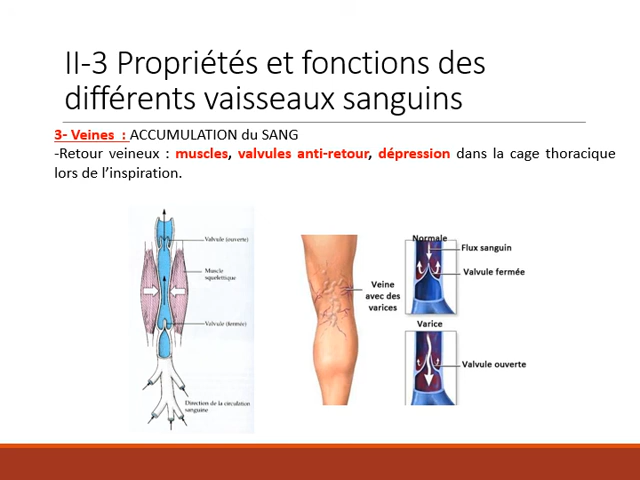 II-3 Propriétés et fonctions des
différents vaisseaux sanguins
3- Veines : ACCUMULATION du SANG
-Retour veineux : muscles, valvules anti-retour, dépression dans la cage thoracique
lors de l'inspiration.
Valvule (ouverte)
Muscle
squelettique
Valvule (fermée)
Direction de la circulation
sanguine
Veine
avec des
varices
Normale
Flux sanguin
Valvule fermée
Varice
Valvule ouverte